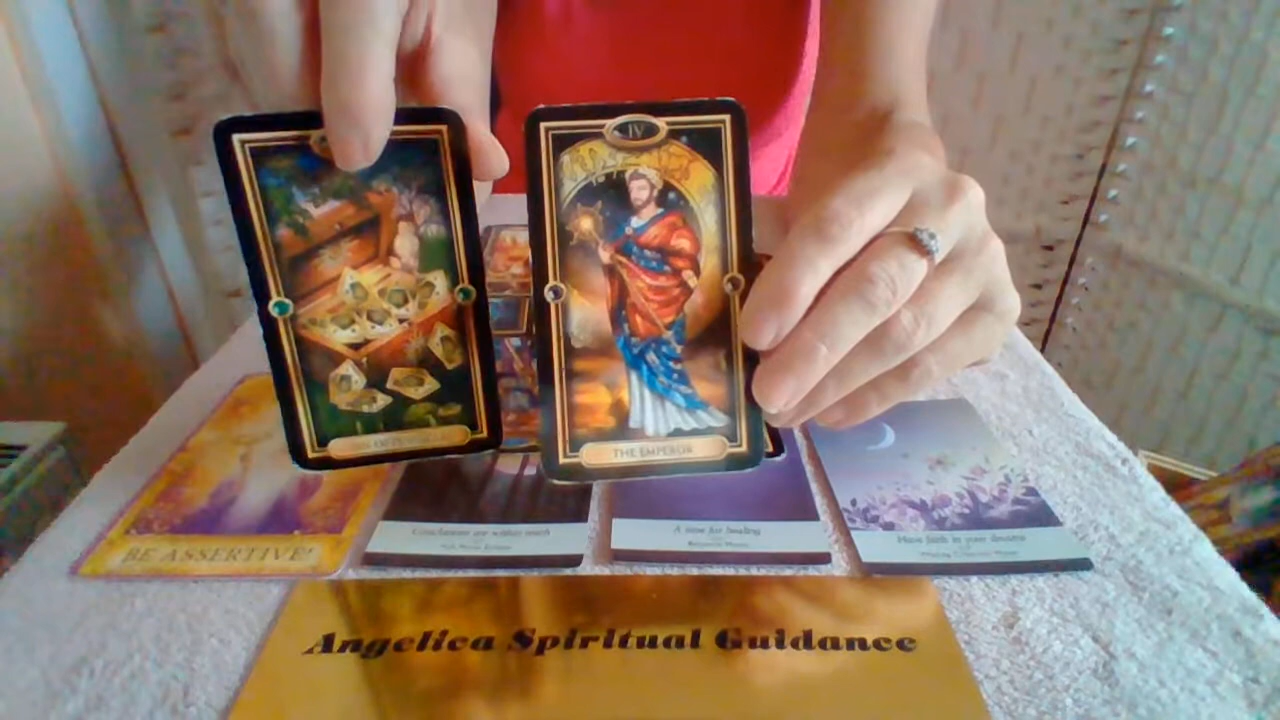 IV
THE EMPEROR
BE ASSERTIVE!
Conclusions are within reach
A time for healing
Have faith in your dreams
Angelica Spiritual Guidance